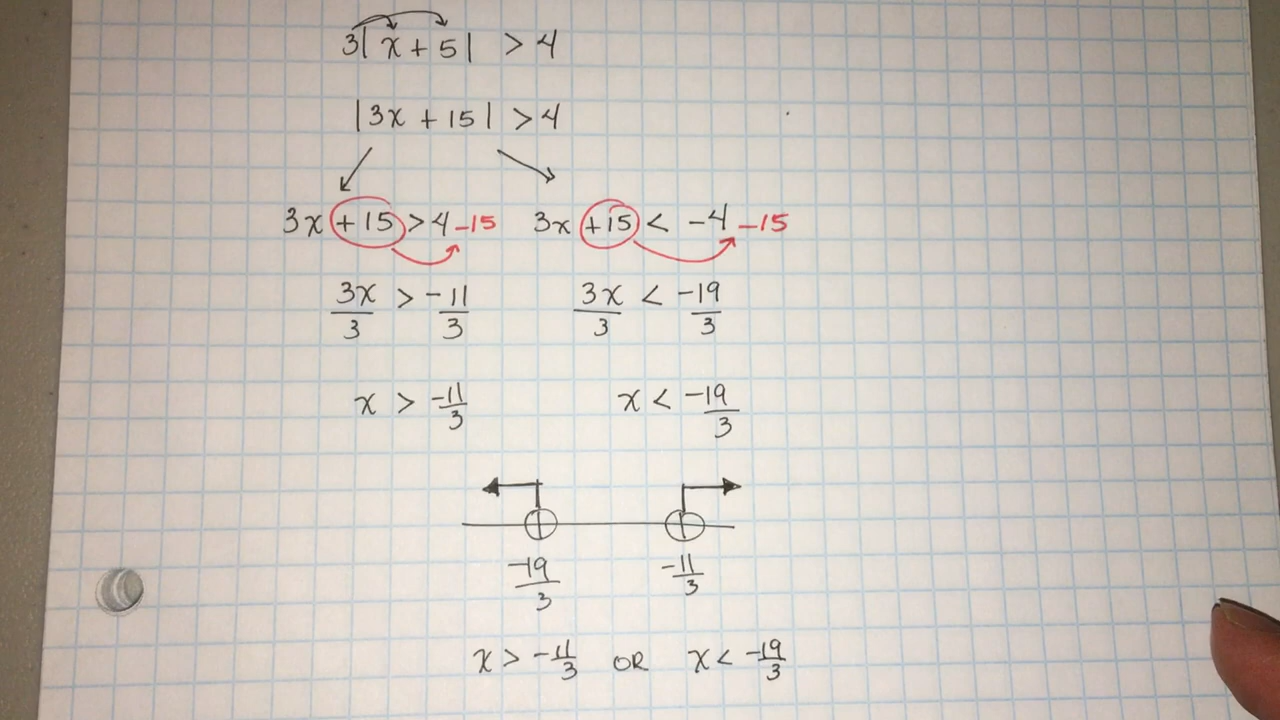 3|x + 5| > 4
|3x + 15| > 4
3x + 15 > 4 - 15   3x + 15 < -4 - 15
3x/3 > -11/3   3x/3 < -19/3
x > -11/3   x < -19/3
-19/3   -11/3
x > -11/3 OR x < -19/3